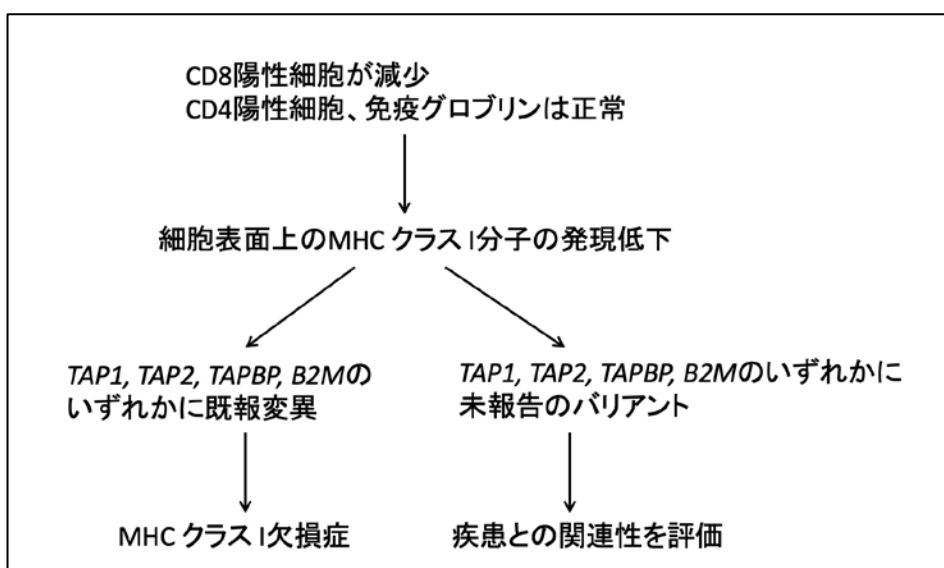 CD8陽性細胞が減少
CD4陽性細胞、免疫グロブリンは正常
細胞表面上のMHC クラス I分子の発現低下
TAP1, TAP2, TAPBP, B2Mの
いずれかに既報変異
TAP1, TAP2, TAPBP, B2Mのいずれかに
未報告のバリアント
MHC クラス I欠損症
疾患との関連性を評価